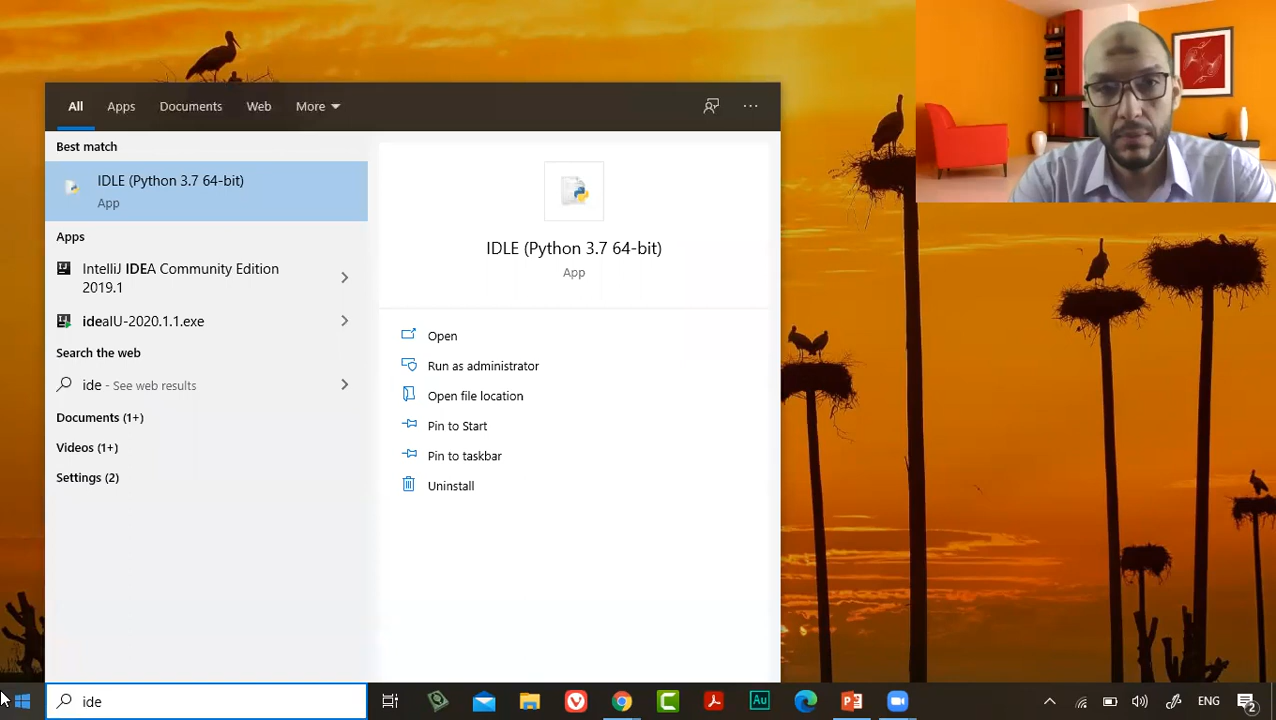 All Apps Documents Web More
Best match
IDLE (Python 3.7 64-bit)
App
Apps
IntelliJ IDEA Community Edition
2019.1
idealU-2020.1.1.exe
Search the web
ide - See web results
Documents (1+)
Videos (1+)
Settings (2)
IDLE (Python 3.7 64-bit)
App
Open
Run as administrator
Open file location
Pin to Start
Pin to taskbar
Uninstall
ide
Au
ENG
2